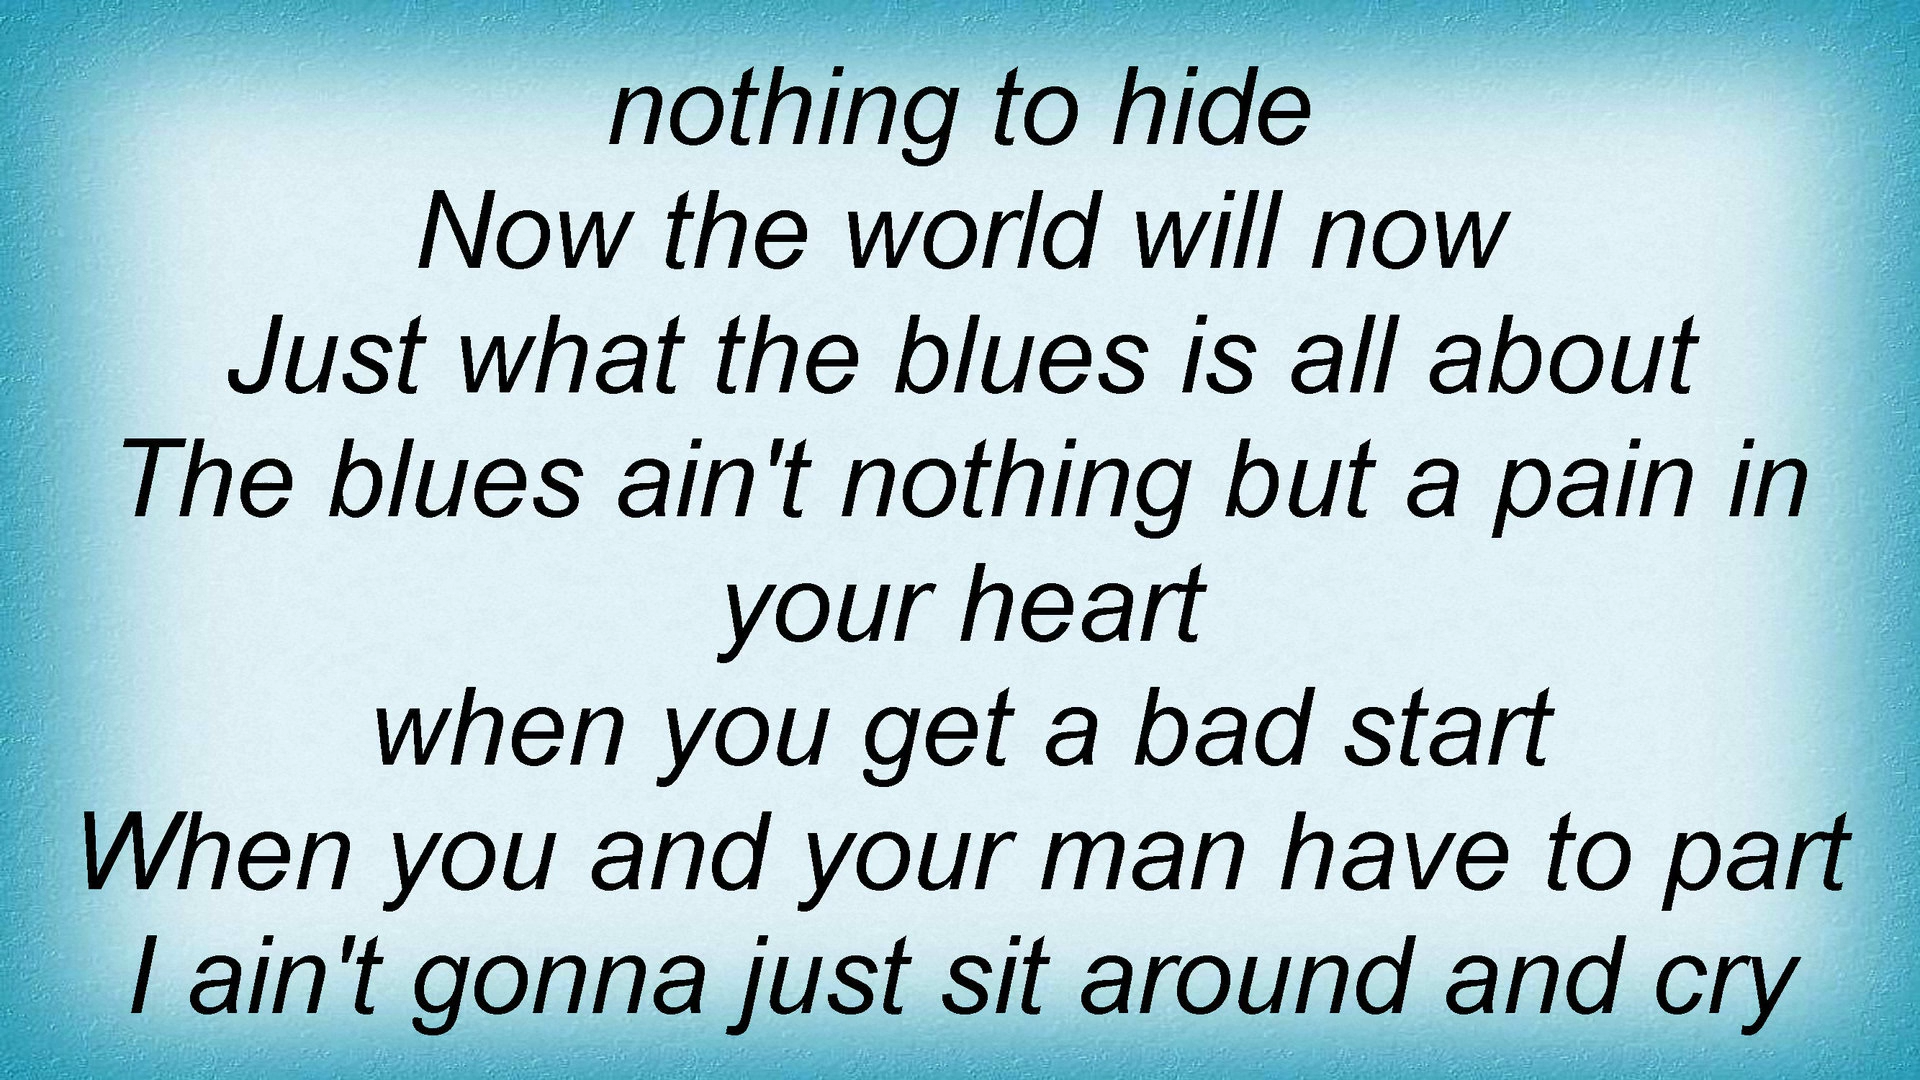 nothing to hide
Now the world will now
Just what the blues is all about
The blues ain't nothing but a pain in
your heart
when you get a bad start
When you and your man have to part
I ain't gonna just sit around and cry